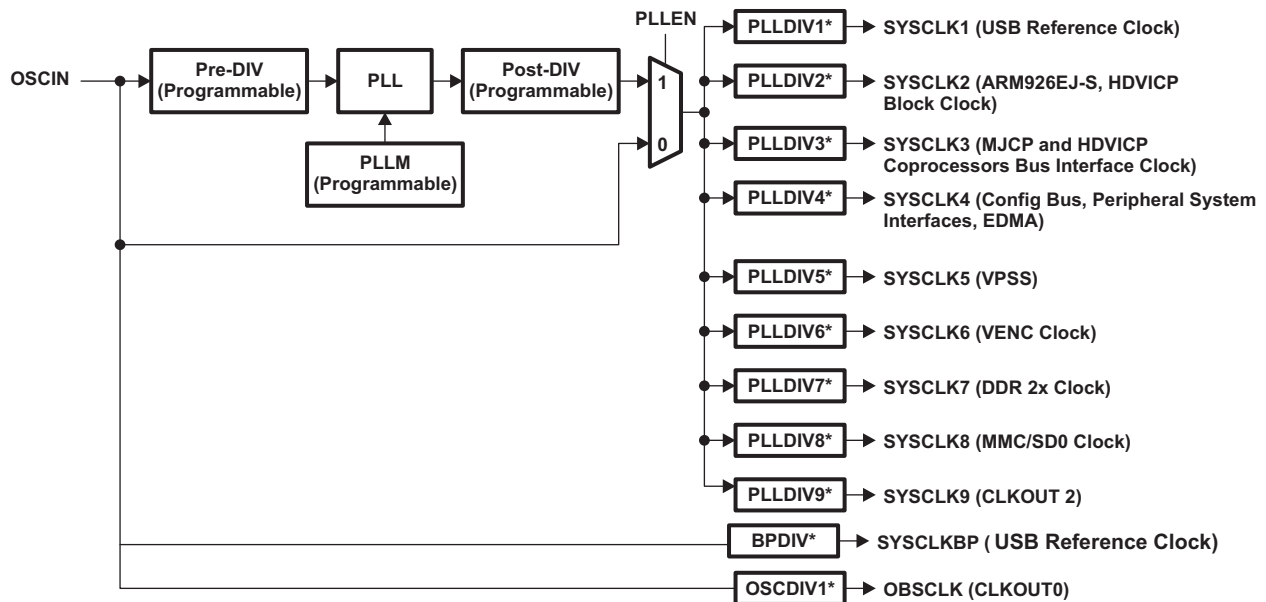 PLLEN
OSCIN
Pre-DIV
(Programmable)
PLL
Post-DIV
(Programmable)
PLLM
(Programmable)
1
0
PLLDIV1*
SYSCLK1 (USB Reference Clock)
PLLDIV2*
SYSCLK2 (ARM926EJ-S, HDVICP
Block Clock)
PLLDIV3*
SYSCLK3 (MJCP and HDVICP
Coprocessors Bus Interface Clock)
PLLDIV4*
SYSCLK4 (Config Bus, Peripheral System
Interfaces, EDMA)
PLLDIV5*
SYSCLK5 (VPSS)
PLLDIV6*
SYSCLK6 (VENC Clock)
PLLDIV7*
SYSCLK7 (DDR 2x Clock)
PLLDIV8*
SYSCLK8 (MMC/SD0 Clock)
PLLDIV9*
SYSCLK9 (CLKOUT 2)
BPDIV*
SYSCLKBP ( USB Reference Clock)
OSCDIV1*
OBSCLK (CLKOUT0)